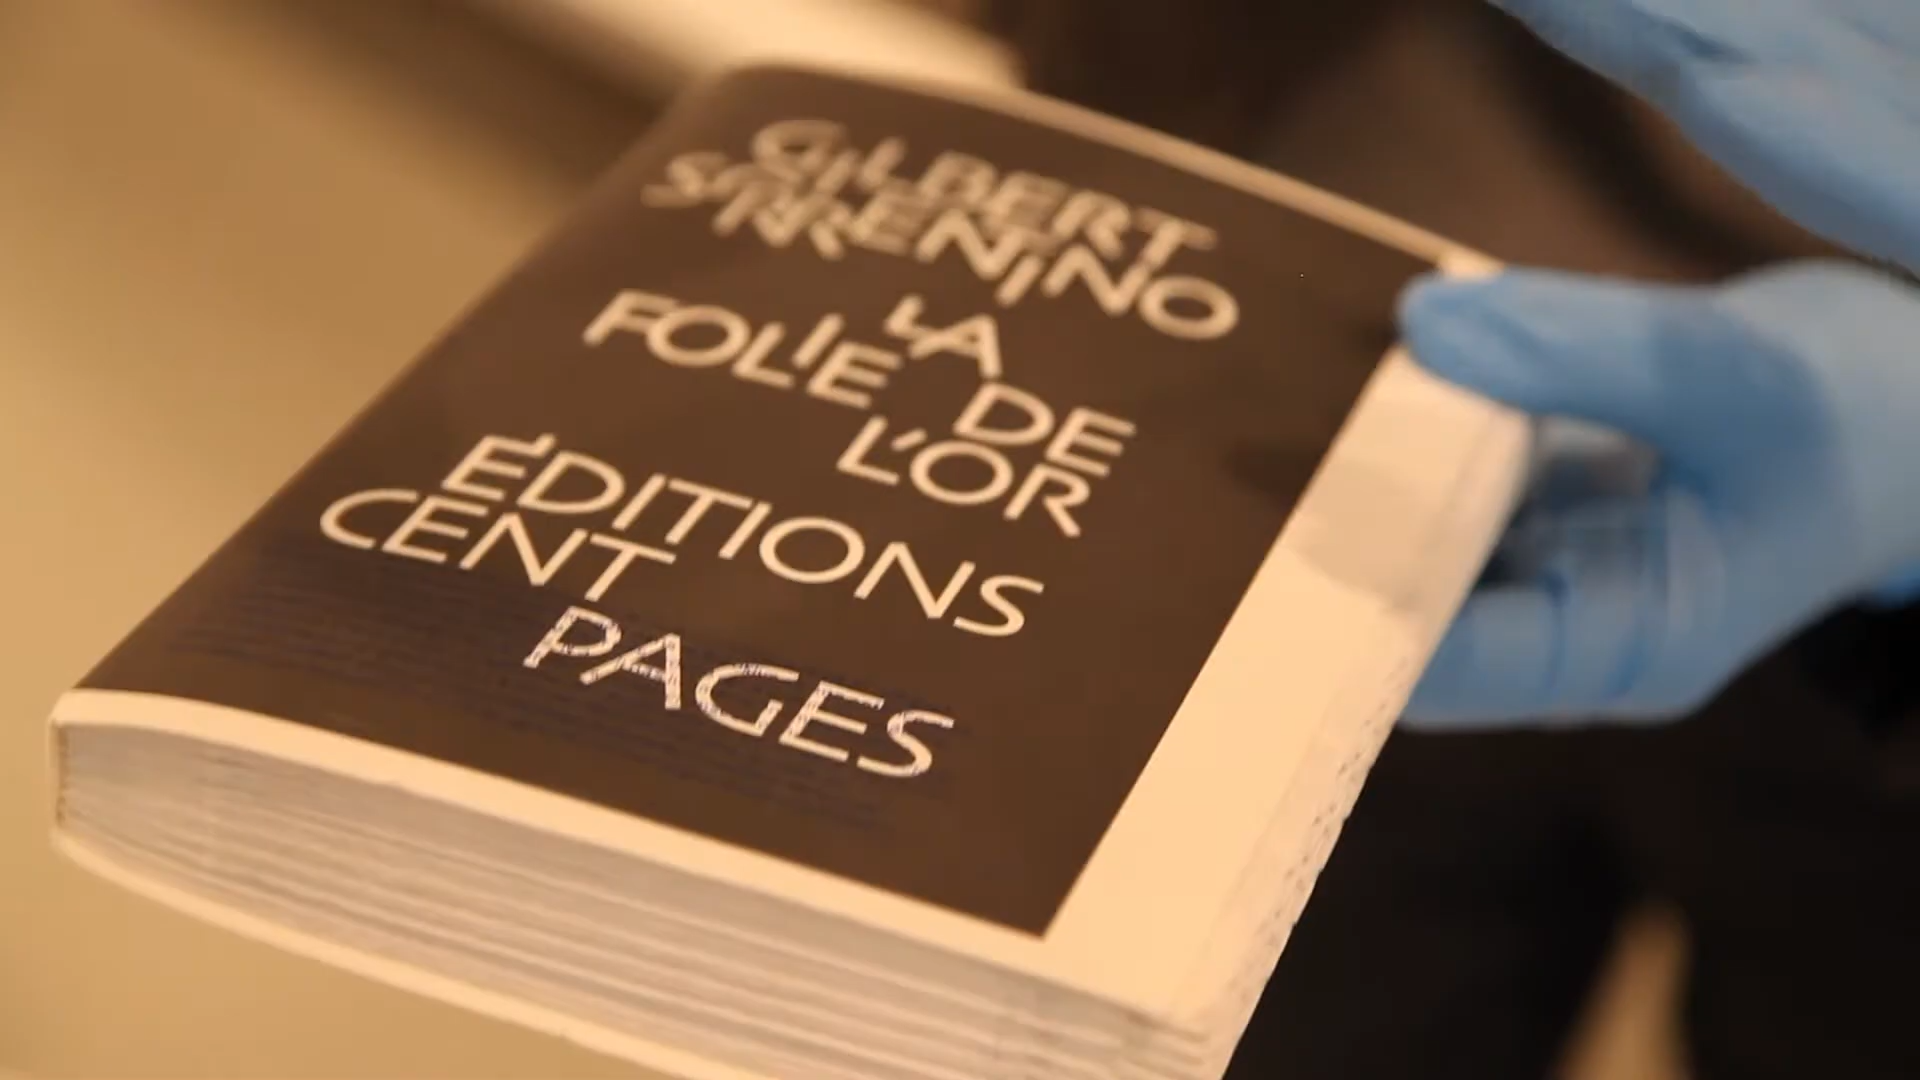 GILBERT
SORRENTINO
LA
FOLIE DE
L'OR
ÉDITIONS
CENT
PAGES